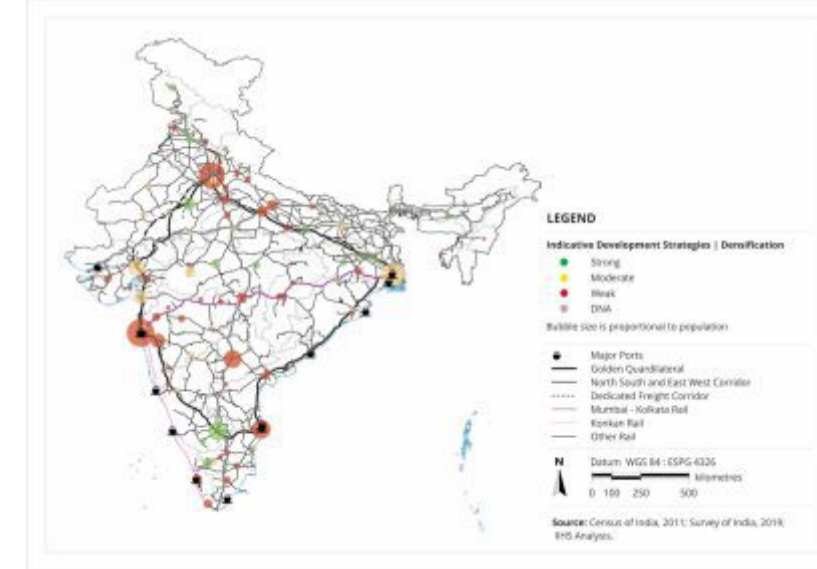 LEGEND
Indicative Development Strategies | Densification
Strong
Moderate
Weak
DNA
Bubble size is proportional to population
Major Ports
Golden Quardilateral
North South and East West Corridor
Dedicated Freight Corridor
Mumbai - Kolkata Rail
Konkan Rail
Other Rail
N
Datum WGS 84 : ESPG 4326
kilometres
0 100 250 500
Source: Census of India, 2011; Survey of India, 2019;
IIHS Analysis.